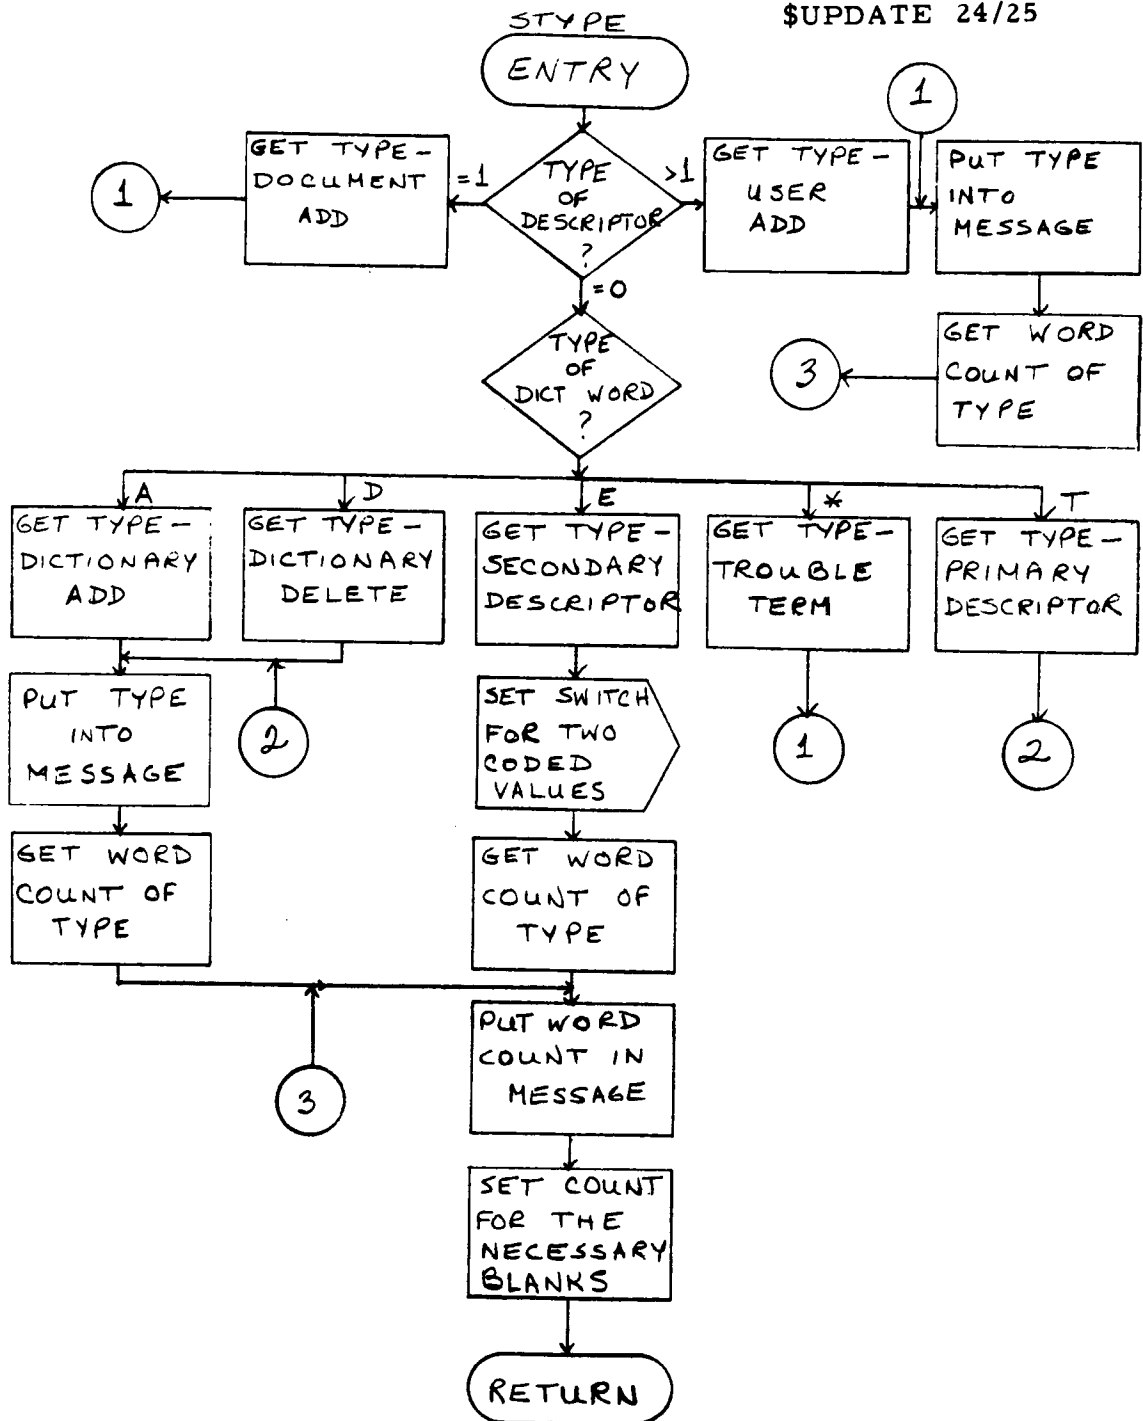 $UPDATE 24/25
STYPE
ENTRY
1
GET TYPE-
DOCUMENT
ADD
=1
TYPE
OF
DESCRIPTOR
?
>1
GET TYPE-
USER
ADD
PUT TYPE
INTO
MESSAGE
1
=0
TYPE
OF
DICT WORD
?
3
GET WORD
COUNT OF
TYPE
A
D
E
*
T
GET TYPE-
DICTIONARY
ADD
GET TYPE-
DICTIONARY
DELETE
GET TYPE-
SECONDARY
DESCRIPTOR
GET TYPE-
TROUBLE
TERM
GET TYPE-
PRIMARY
DESCRIPTOR
PUT TYPE
INTO
MESSAGE
2
SET SWITCH
FOR TWO
CODED
VALUES
1
2
GET WORD
COUNT OF
TYPE
GET WORD
COUNT OF
TYPE
3
PUT WORD
COUNT IN
MESSAGE
SET COUNT
FOR THE
NECESSARY
BLANKS
RETURN